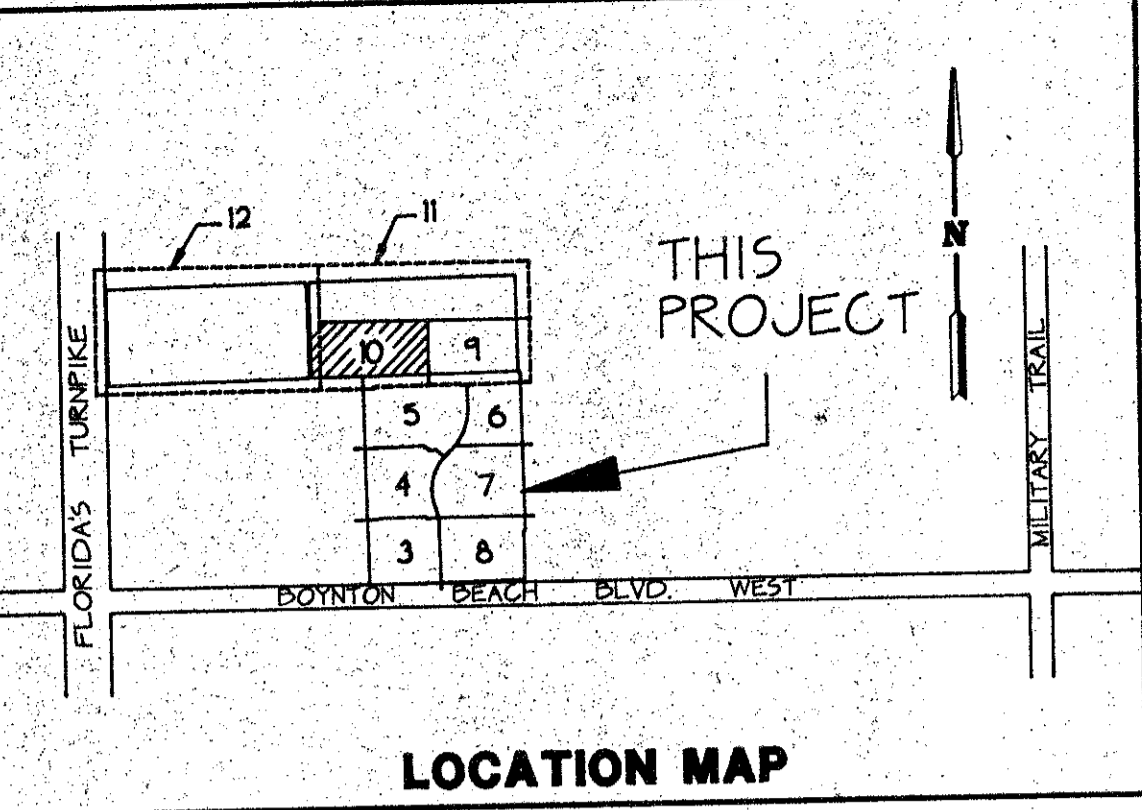 12
11
THIS
PROJECT
N
10
9
5
6
4
7
3
8
FLORIDA'S TURNPIKE
MILITARY TRAIL
BOYNTON BEACH BLVD. WEST
LOCATION MAP